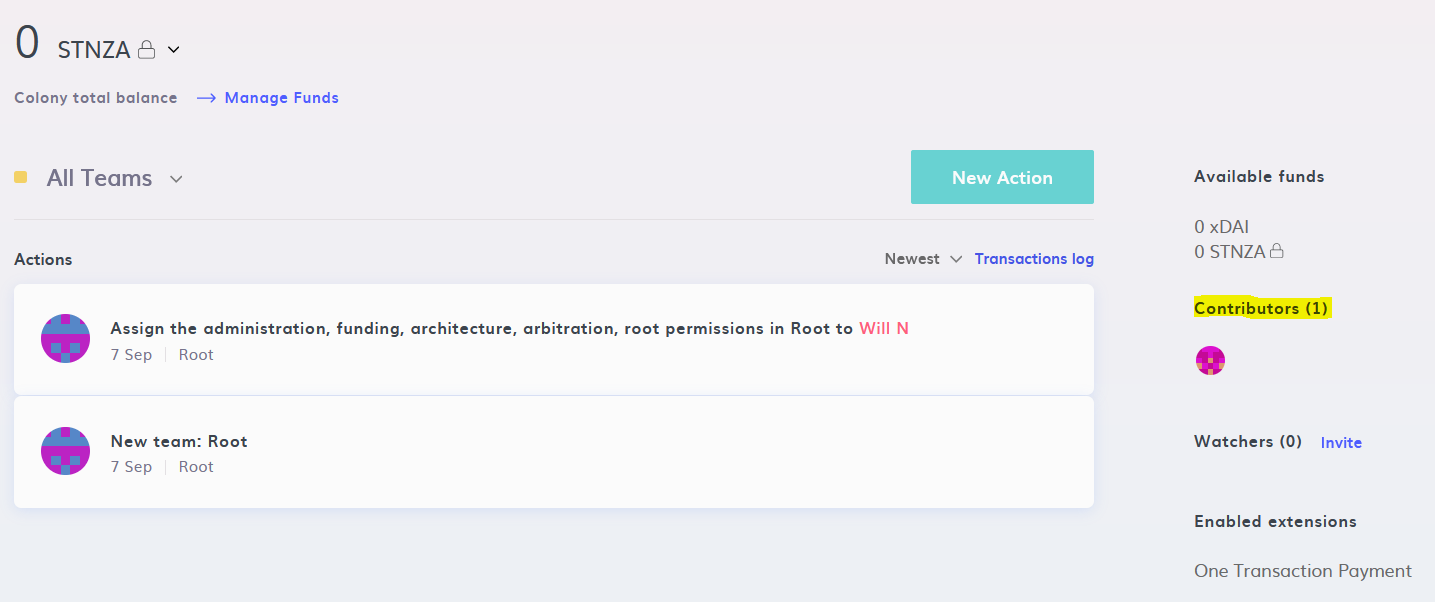 0 STNZA
Colony total balance → Manage Funds
All Teams
New Action
Actions
Newest Transactions log
Assign the administration, funding, architecture, arbitration, root permissions in Root to Will N
7 Sep | Root
New team: Root
7 Sep | Root
Available funds
0 xDAI
0 STNZA
Contributors (1)
Watchers (0) Invite
Enabled extensions
One Transaction Payment